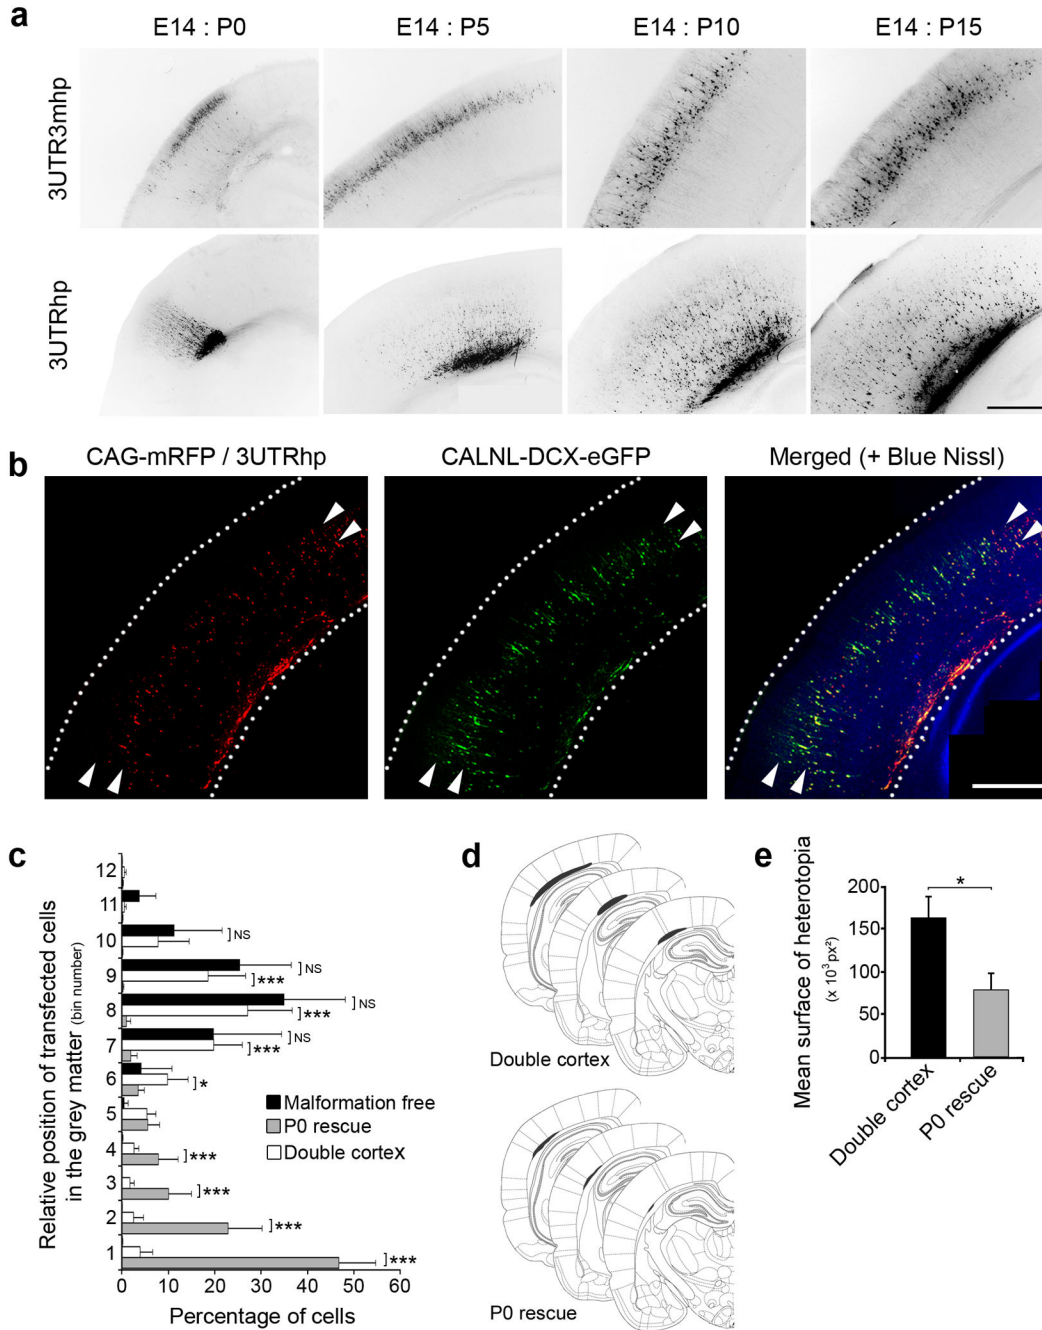 a
E14 : P0
E14 : P5
E14 : P10
E14 : P15
3UTR3mhp
3UTRhp
b
CAG-mRFP / 3UTRhp
CALNL-DCX-eGFP
Merged (+ Blue Nissl)
c
Relative position of transfected cells
in the grey matter (bin number)
12
11
10
9
8
7
6
5
4
3
2
1
NS
NS
***
NS
***
NS
***
*
***
***
***
***
Malformation free
P0 rescue
Double cortex
0
10
20
30
40
50
60
Percentage of cells
d
Double cortex
P0 rescue
e
Mean surface of heterotopia
(x 10³px²)
200
150
100
50
0
*
Double cortex
P0 rescue